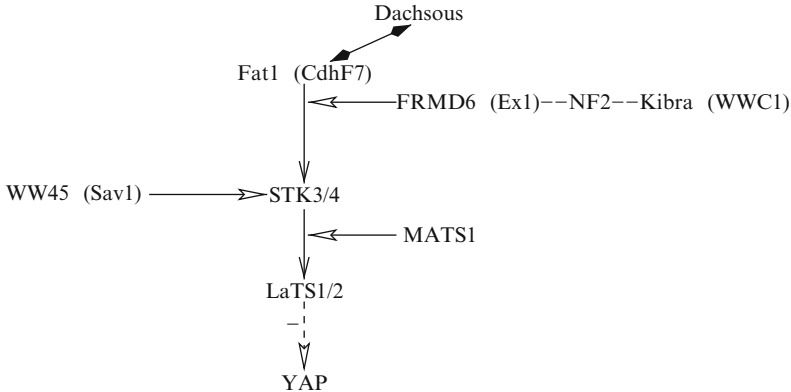 Dachsous
Fat1 (CdhF7)
FRMD6 (Ex1)--NF2--Kibra (WWC1)
WW45 (Sav1)
STK3/4
MATS1
LaTS1/2
–
YAP